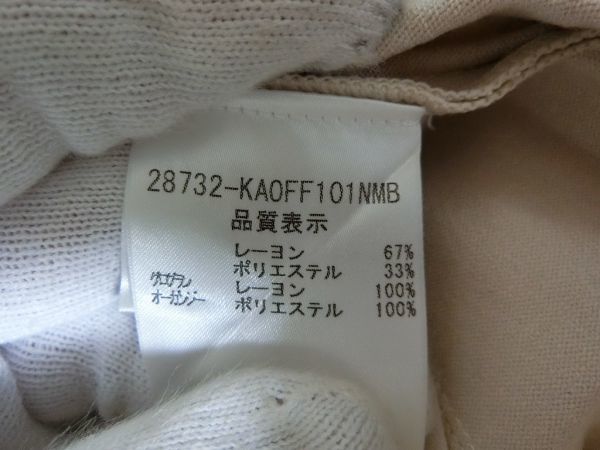 28732-KA0FF101NMB
品質表示
レーヨン 67%
ポリエステル 33%
グログラン レーヨン 100%
オーガンジー ポリエステル 100%